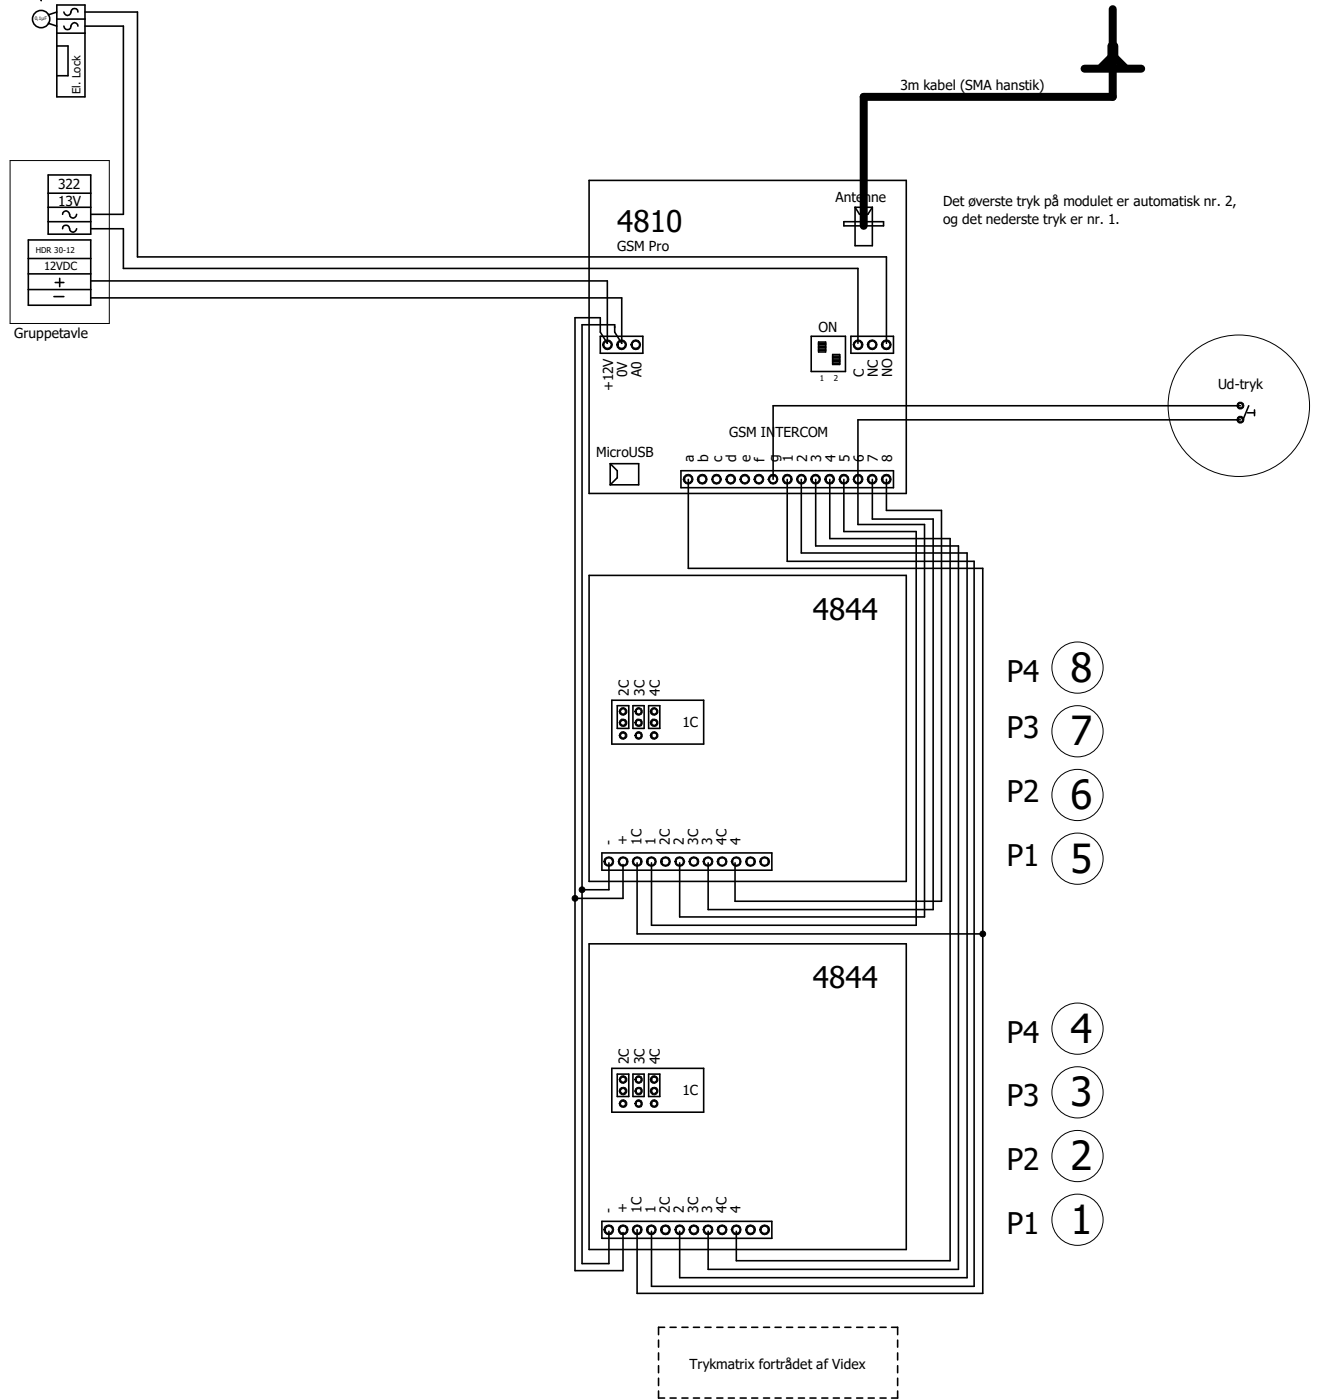 0,1µF
El. Lock
3m kabel (SMA hanstik)
322
13V
HDR 30-12
12VDC
+
−
Gruppetavle
4810
GSM Pro
Antenne
Det øverste tryk på modulet er automatisk nr. 2,
og det nederste tryk er nr. 1.
ON
1 2
+12V
0V
A0
C
NC
NO
Ud-tryk
GSM INTERCOM
MicroUSB
a b c d e f g 1 2 3 4 5 6 7 8
4844
2C 3C 4C
1C
- + 1C 1 2C 2 3C 3 4C 4
P4 8
P3 7
P2 6
P1 5
4844
2C 3C 4C
1C
- + 1C 1 2C 2 3C 3 4C 4
P4 4
P3 3
P2 2
P1 1
Trykmatrix fortrådet af Videx